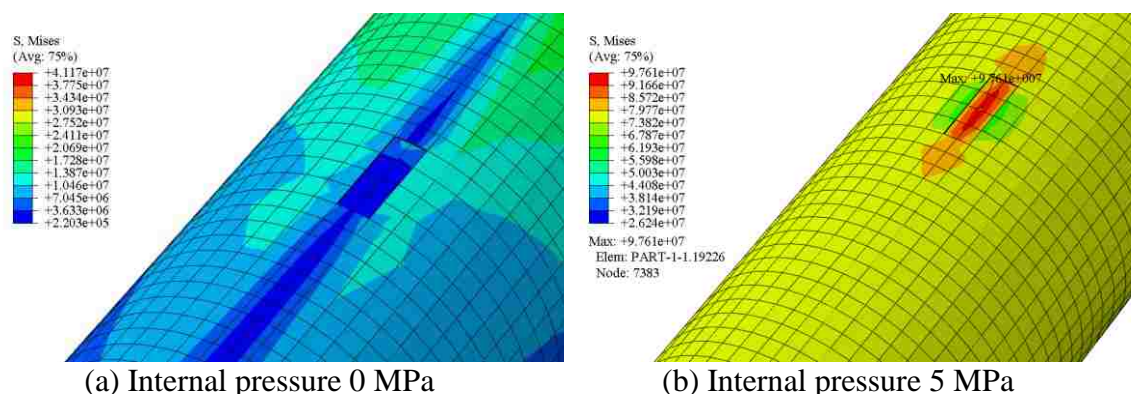 S, Mises
(Avg: 75%)
+4.117e+07
+3.775e+07
+3.434e+07
+3.093e+07
+2.752e+07
+2.411e+07
+2.069e+07
+1.728e+07
+1.387e+07
+1.046e+07
+7.045e+06
+3.633e+06
+2.203e+05
(a) Internal pressure 0 MPa
S, Mises
(Avg: 75%)
+9.761e+07
+9.166e+07
+8.572e+07
+7.977e+07
+7.382e+07
+6.787e+07
+6.193e+07
+5.598e+07
+5.003e+07
+4.408e+07
+3.814e+07
+3.219e+07
+2.624e+07
Max: +9.761e+07
Elem: PART-1-1.19226
Node: 7383
Max: +9.761e+007
(b) Internal pressure 5 MPa